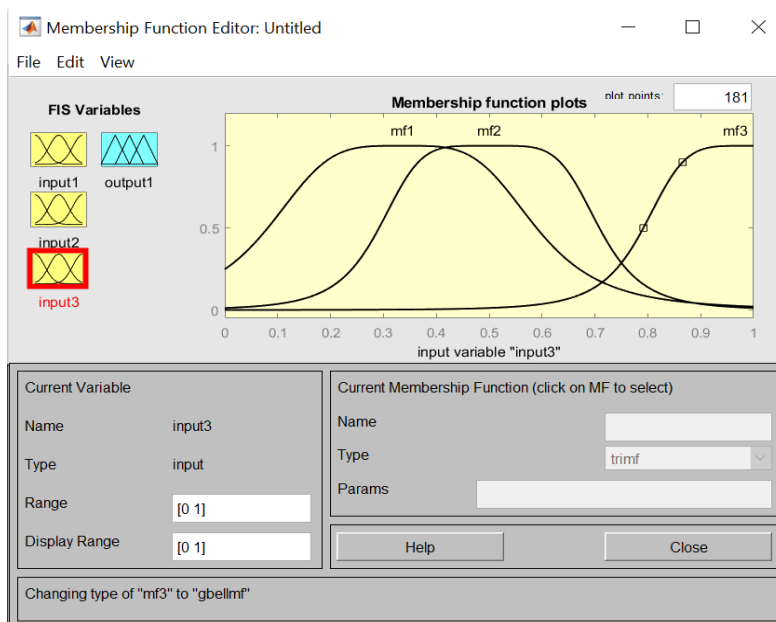 Membership Function Editor: Untitled
File Edit View
FIS Variables
input1
output1
input2
input3
Membership function plots
plot points:
181
mf1
mf2
mf3
1
0.5
0
0 0.1 0.2 0.3 0.4 0.5 0.6 0.7 0.8 0.9 1
input variable "input3"
Current Variable
Name
input3
Type
input
Range
[0 1]
Display Range
[0 1]
Current Membership Function (click on MF to select)
Name
Type
trimf
Params
Help
Close
Changing type of "mf3" to "gbellmf"